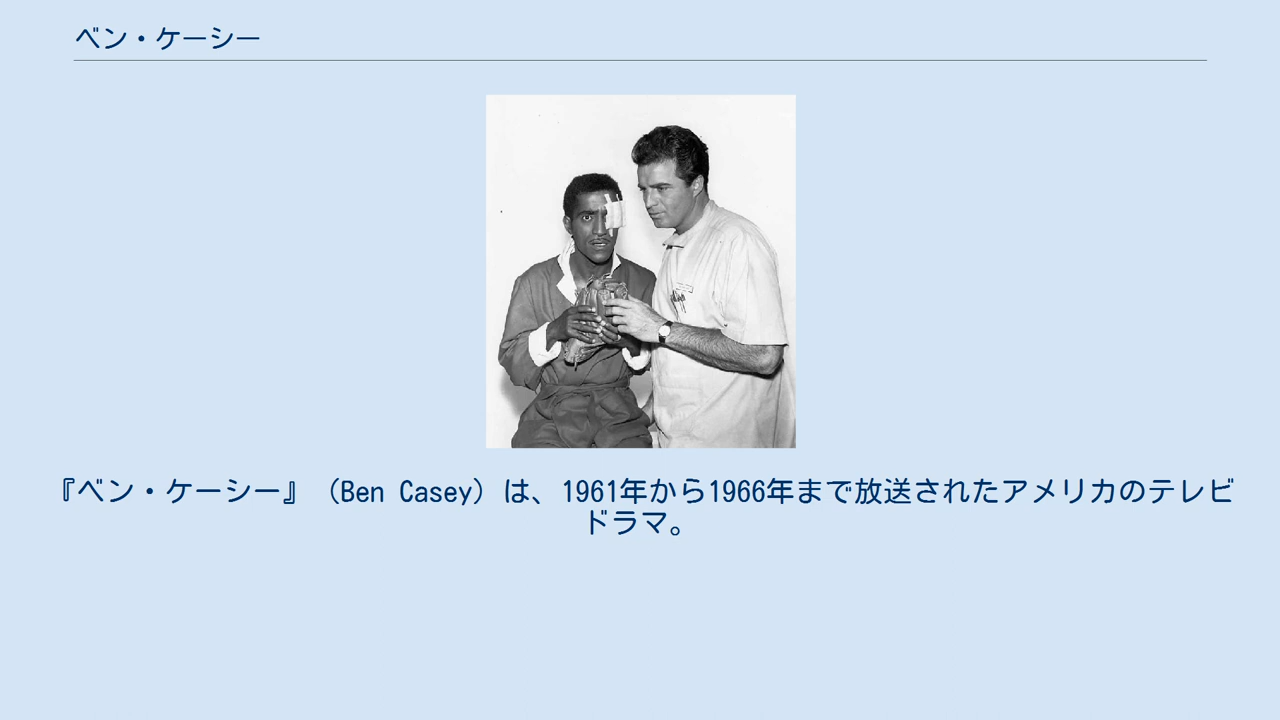 ベン・ケーシー
『ベン・ケーシー』（Ben Casey）は、1961年から1966年まで放送されたアメリカのテレビ
ドラマ。